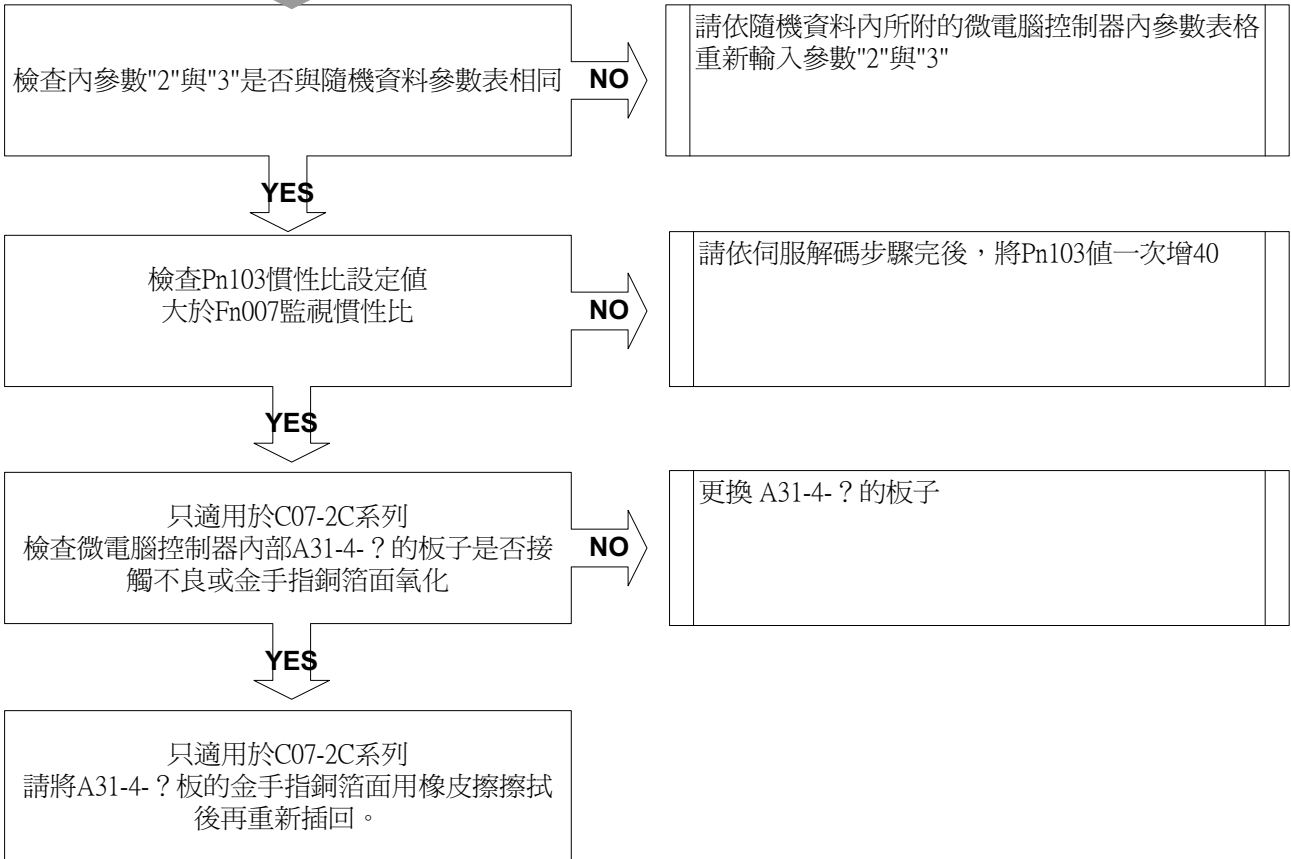 檢查內參數"2"與"3"是否與隨機資料參數表相同
NO
請依隨機資料內所附的微電腦控制器內參數表格
重新輸入參數"2"與"3"
YES
檢查Pn103慣性比設定值
大於Fn007監視慣性比
NO
請依伺服解碼步驟完後，將Pn103值一次增40
YES
只適用於C07-2C系列
檢查微電腦控制器內部A31-4-？的板子是否接
觸不良或金手指銅箔面氧化
NO
更換 A31-4-？的板子
YES
只適用於C07-2C系列
請將A31-4-？板的金手指銅箔面用橡皮擦擦拭
後再重新插回。